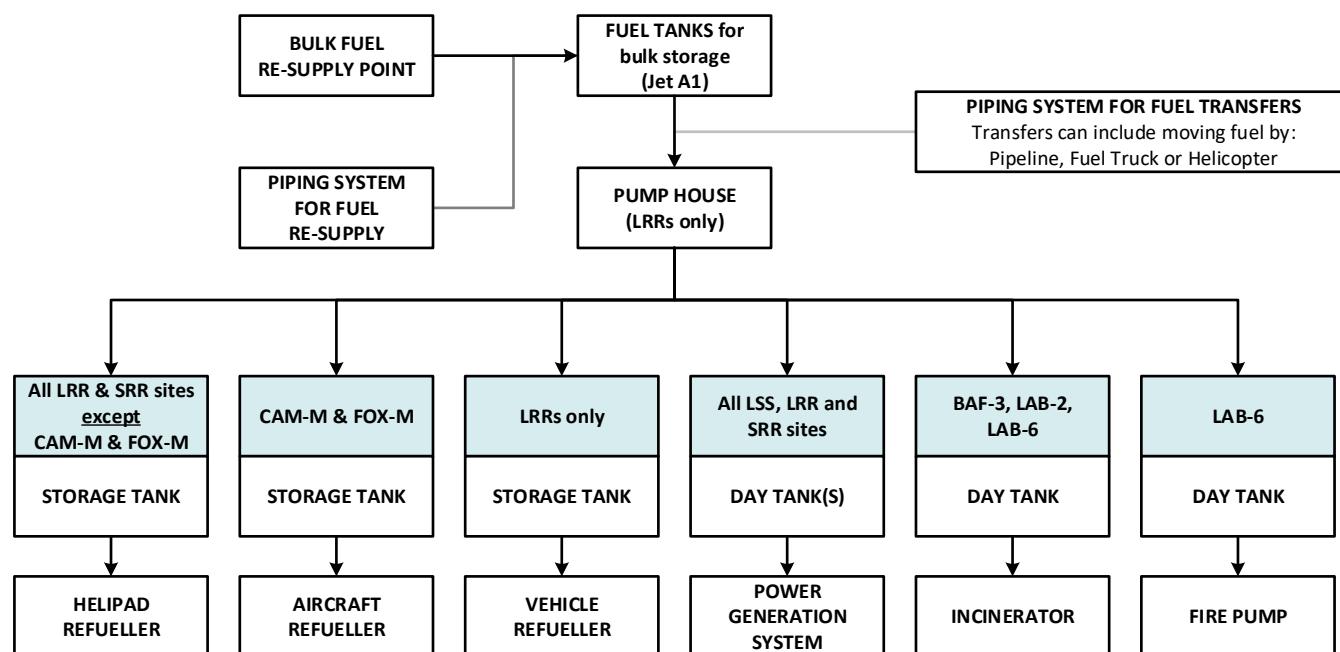 BULK FUEL
RE-SUPPLY POINT
FUEL TANKS for
bulk storage
(Jet A1)
PIPING SYSTEM FOR FUEL TRANSFERS
Transfers can include moving fuel by:
Pipeline, Fuel Truck or Helicopter
PIPING SYSTEM
FOR FUEL
RE-SUPPLY
PUMP HOUSE
(LRRs only)
All LRR & SRR sites
except
CAM-M & FOX-M
STORAGE TANK
HELIPAD
REFUELLER
CAM-M & FOX-M
STORAGE TANK
AIRCRAFT
REFUELLER
LRRs only
STORAGE TANK
VEHICLE
REFUELLER
All LSS, LRR and
SRR sites
DAY TANK(S)
POWER
GENERATION
SYSTEM
BAF-3, LAB-2,
LAB-6
DAY TANK
INCINERATOR
LAB-6
DAY TANK
FIRE PUMP